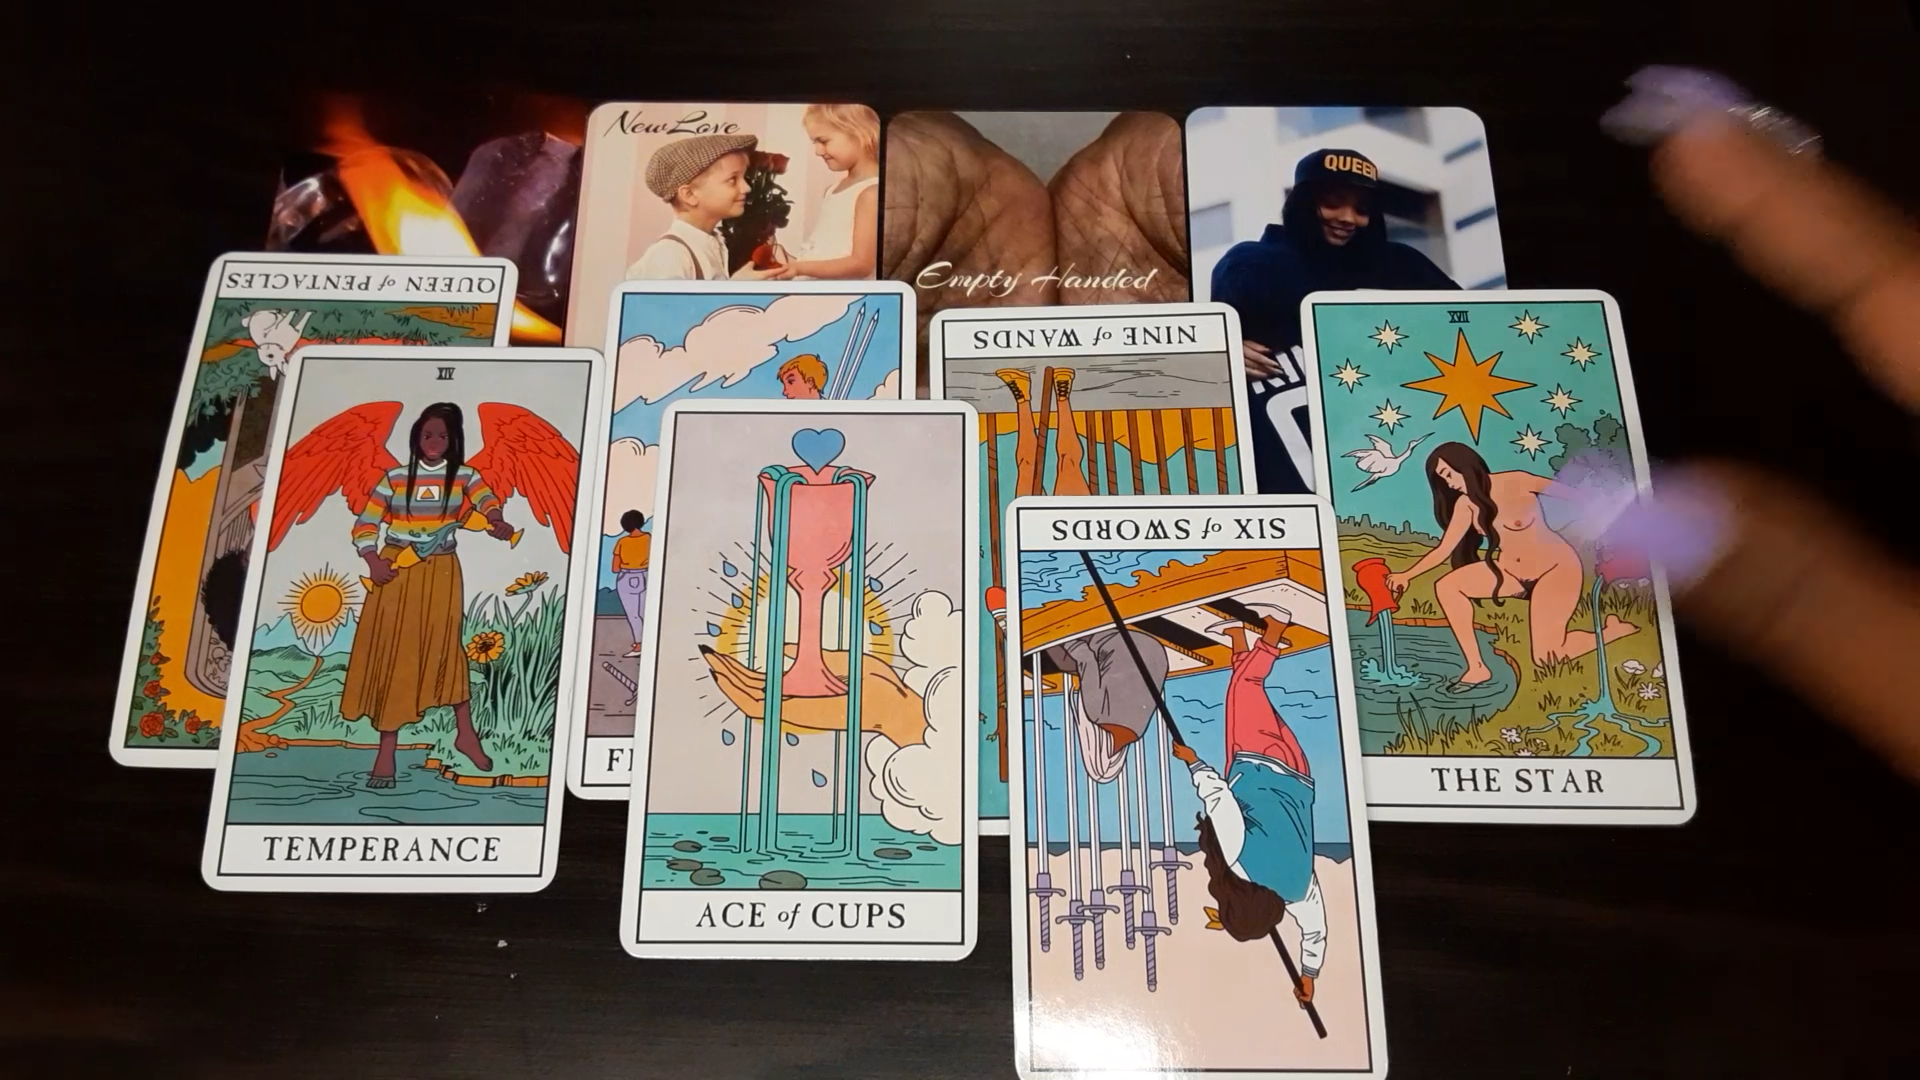 New Love
Empty Handed
QUEEN
QUEEN of PENTACLES
NINE of WANDS
XVII
XIV
SIX of SWORDS
THE STAR
F
TEMPERANCE
ACE of CUPS